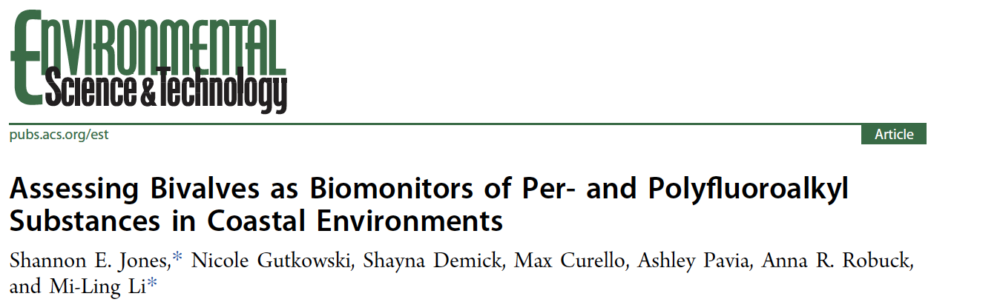 Environmental
Science & Technology
pubs.acs.org/est
Article
Assessing Bivalves as Biomonitors of Per- and Polyfluoroalkyl
Substances in Coastal Environments
Shannon E. Jones,* Nicole Gutkowski, Shayna Demick, Max Curello, Ashley Pavia, Anna R. Robuck,
and Mi-Ling Li*